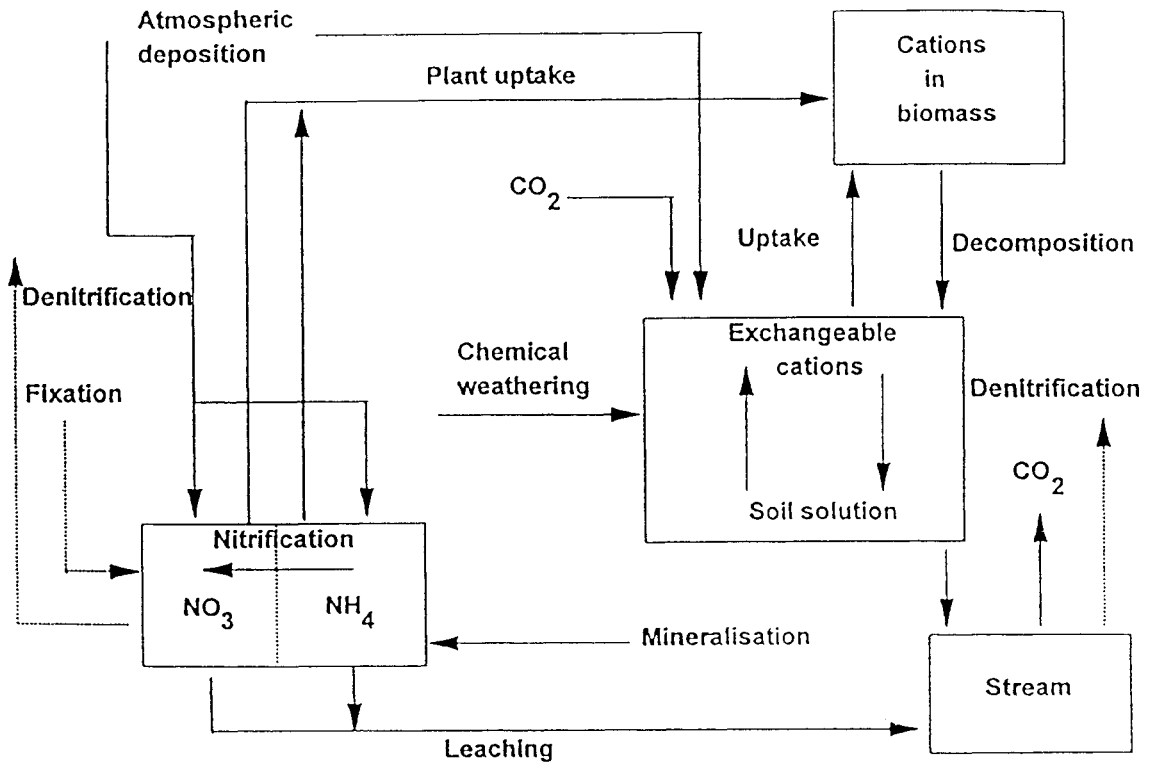 Atmospheric
deposition
Plant uptake
Cations
in
biomass
CO2
Uptake
Decomposition
Denitrification
Fixation
Chemical
weathering
Exchangeable
cations
Soil solution
Denitrification
CO2
Nitrification
NO3
NH4
Mineralisation
Stream
Leaching